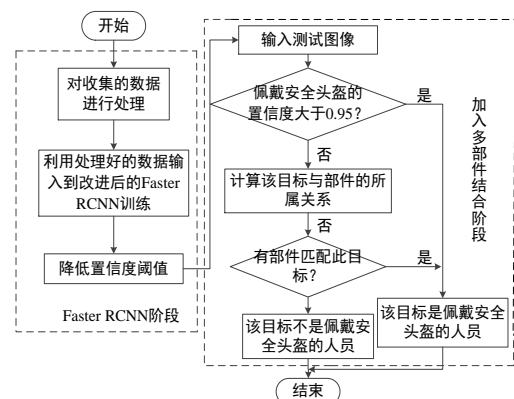 开始
对收集的数据
进行处理
利用处理好的数据输
入到改进后的Faster
RCNN训练
降低置信度阈值
Faster RCNN阶段
输入测试图像
佩戴安全头盔的
置信度大于0.95？
是
否
计算该目标与部件的所
属关系
否
有部件匹配此目
标？
是
该目标不是佩戴安
全头盔的人员
该目标是佩戴安全
头盔的人员
加入多部件结合阶段
结束